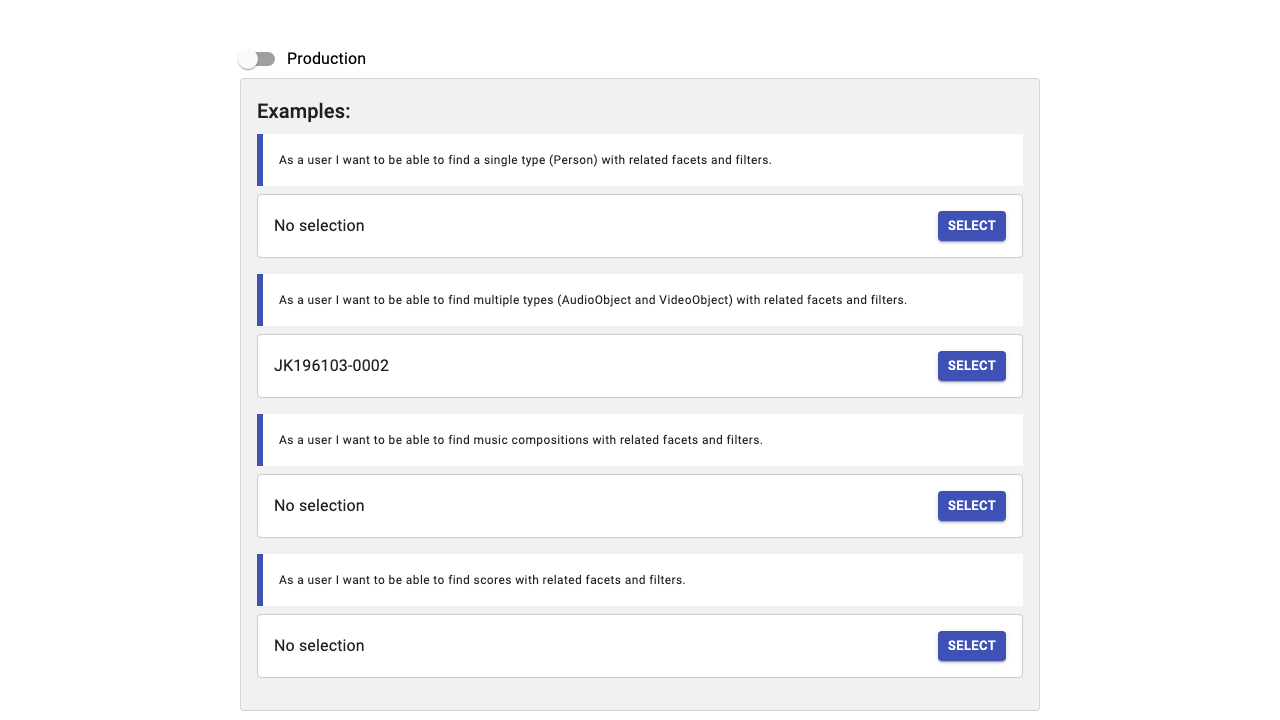 Production
Examples:
As a user I want to be able to find a single type (Person) with related facets and filters.
No selection
SELECT
As a user I want to be able to find multiple types (AudioObject and VideoObject) with related facets and filters.
JK196103-0002
SELECT
As a user I want to be able to find music compositions with related facets and filters.
No selection
SELECT
As a user I want to be able to find scores with related facets and filters.
No selection
SELECT